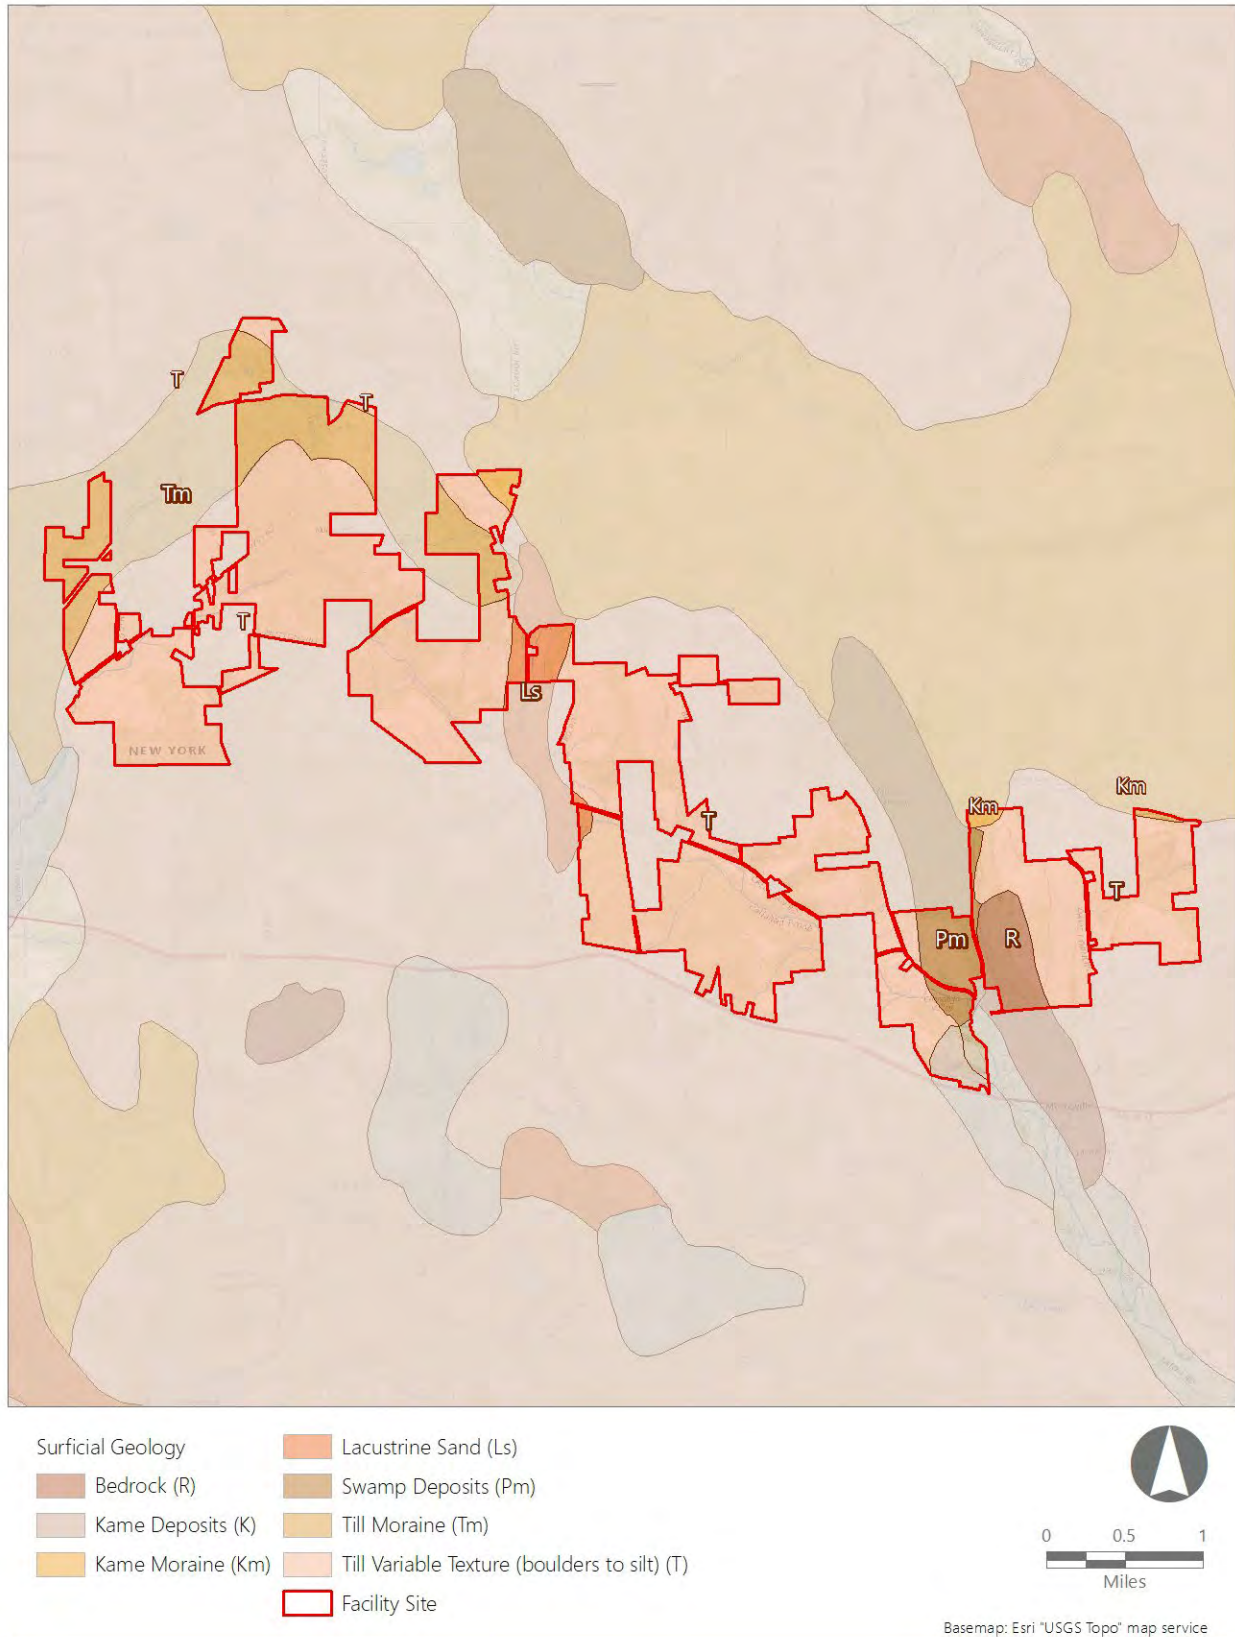 T
T
Tm
T
Ls
NEW YORK
Km
Km
T
T
Pm
R
Surficial Geology
Bedrock (R)
Kame Deposits (K)
Kame Moraine (Km)
Lacustrine Sand (Ls)
Swamp Deposits (Pm)
Till Moraine (Tm)
Till Variable Texture (boulders to silt) (T)
Facility Site
0 0.5 1
Miles
Basemap: Esri "USGS Topo" map service